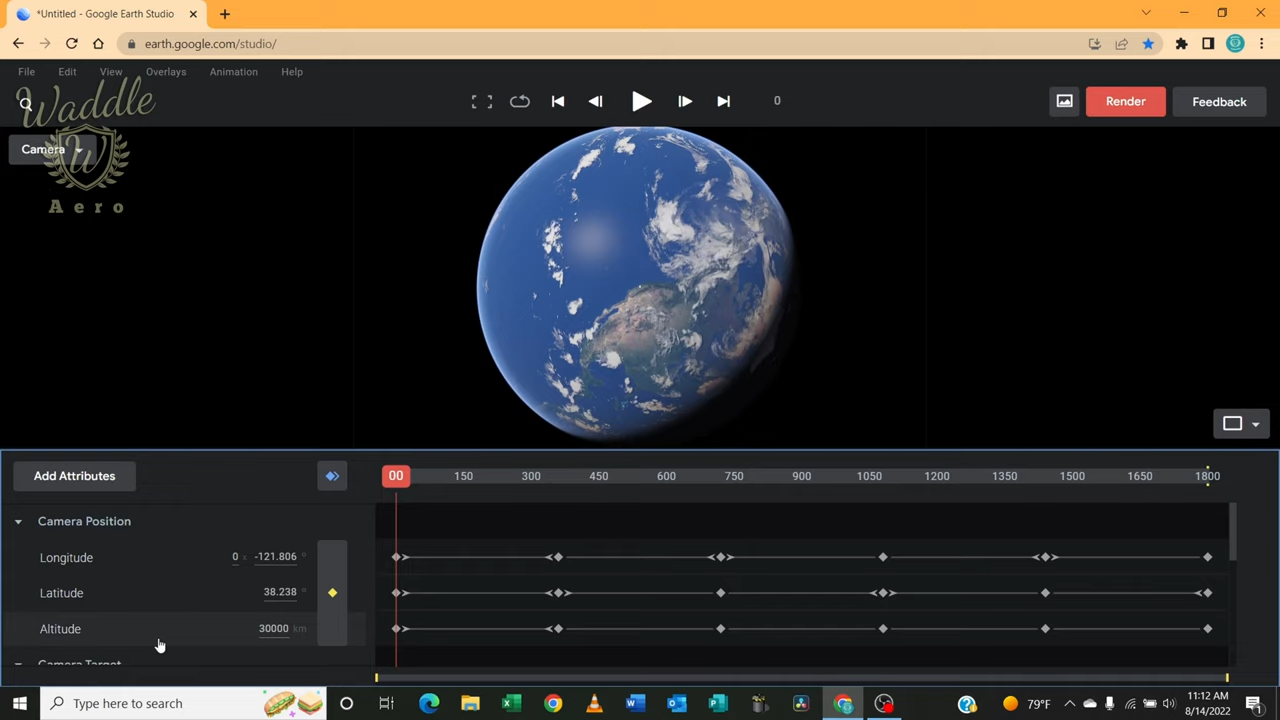 *Untitled - Google Earth Studio
earth.google.com/studio/
File Edit View Overlays Animation Help
Waddle
W
Aero
0
Render
Feedback
Camera
Add Attributes
00 150 300 450 600 750 900 1050 1200 1350 1500 1650 1800
Camera Position
Longitude 0 x -121.806 °
Latitude 38.238 °
Altitude 30000 km
Camera Target
Type here to search
79°F
11:12 AM
8/14/2022
1